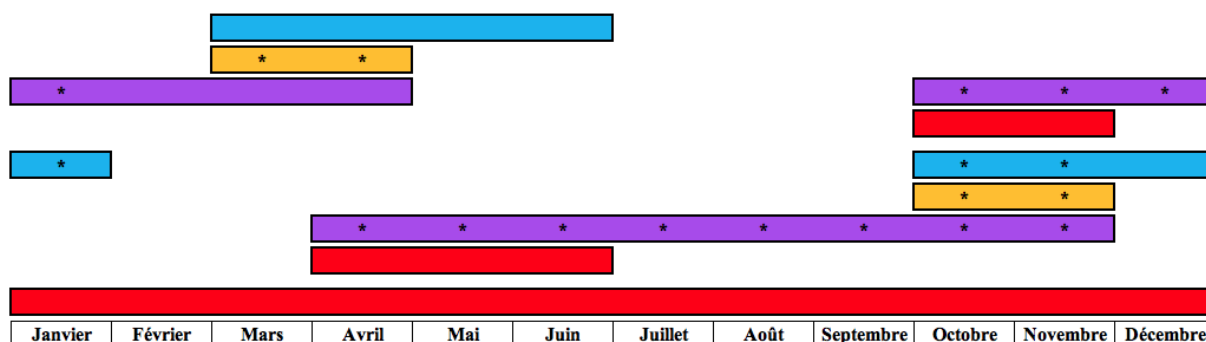 * *
* * * *
* * *
* *
* * * * * * * *
Janvier Février Mars Avril Mai Juin Juillet Août Septembre Octobre Novembre Décembre